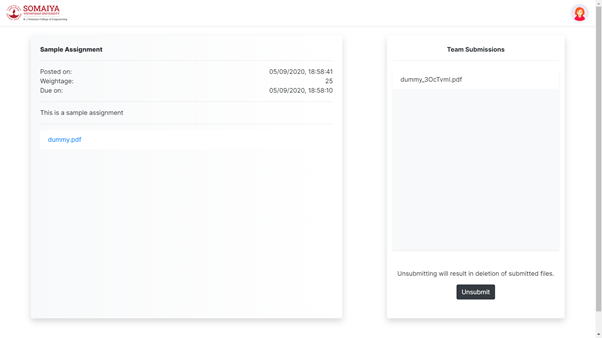 SOMAIYA
VIDYAVIHAR UNIVERSITY
K J Somaiya College of Engineering
Sample Assignment
Posted on: 05/09/2020, 18:58:41
Weightage: 25
Due on: 05/09/2020, 18:58:10
This is a sample assignment
dummy.pdf
Team Submissions
dummy_3OcTvmI.pdf
Unsubmitting will result in deletion of submitted files.
Unsubmit